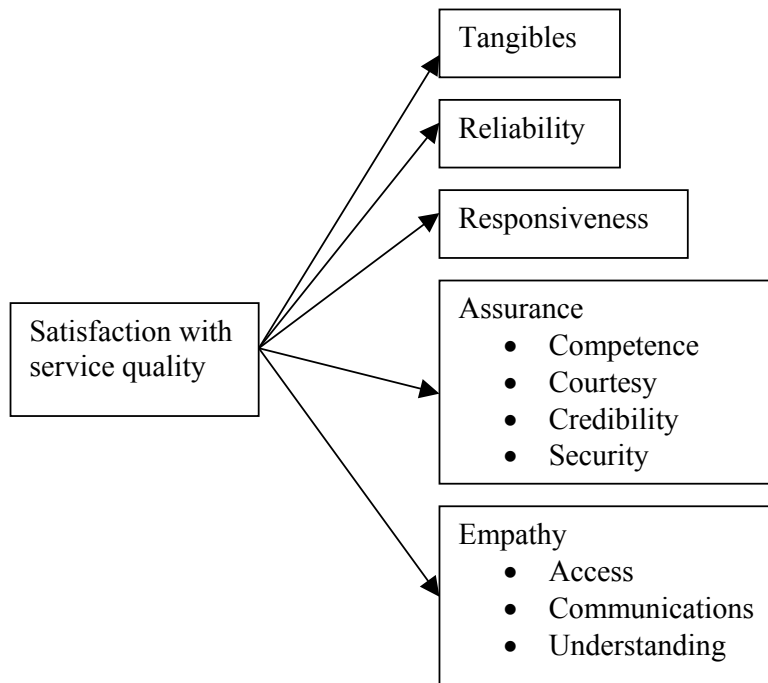 Tangibles
Reliability
Responsiveness
Satisfaction with
service quality
Assurance
• Competence
• Courtesy
• Credibility
• Security
Empathy
• Access
• Communications
• Understanding